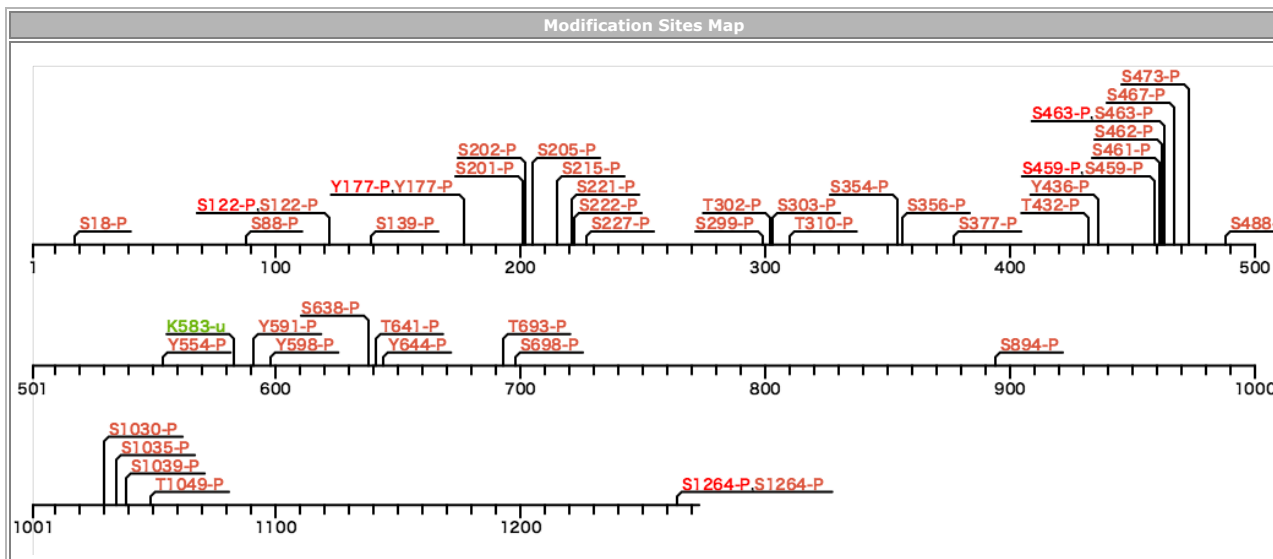 Modification Sites Map
S473-P
S467-P
S463-P,S463-P
S462-P
S202-P S205-P S461-P
S201-P S215-P S459-P,S459-P
Y177-P,Y177-P S221-P S354-P Y436-P
S122-P,S122-P S222-P T302-P S303-P S356-P T432-P
S18-P S88-P S139-P S227-P S299-P T310-P S377-P S488-
1 100 200 300 400 500
S638-P
K583-u Y591-P T641-P T693-P
Y554-P Y598-P Y644-P S698-P S894-P
501 600 700 800 900 1000
S1030-P
S1035-P
S1039-P
T1049-P S1264-P,S1264-P
1001 1100 1200